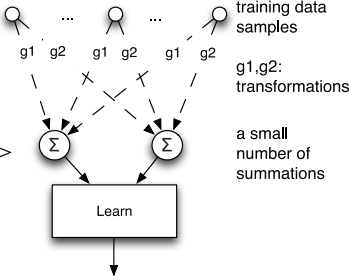 training data
samples
... ...
g1 g2 g1 g2 g1 g2
g1,g2:
transformations
Σ Σ
a small
number of
summations
>
Learn